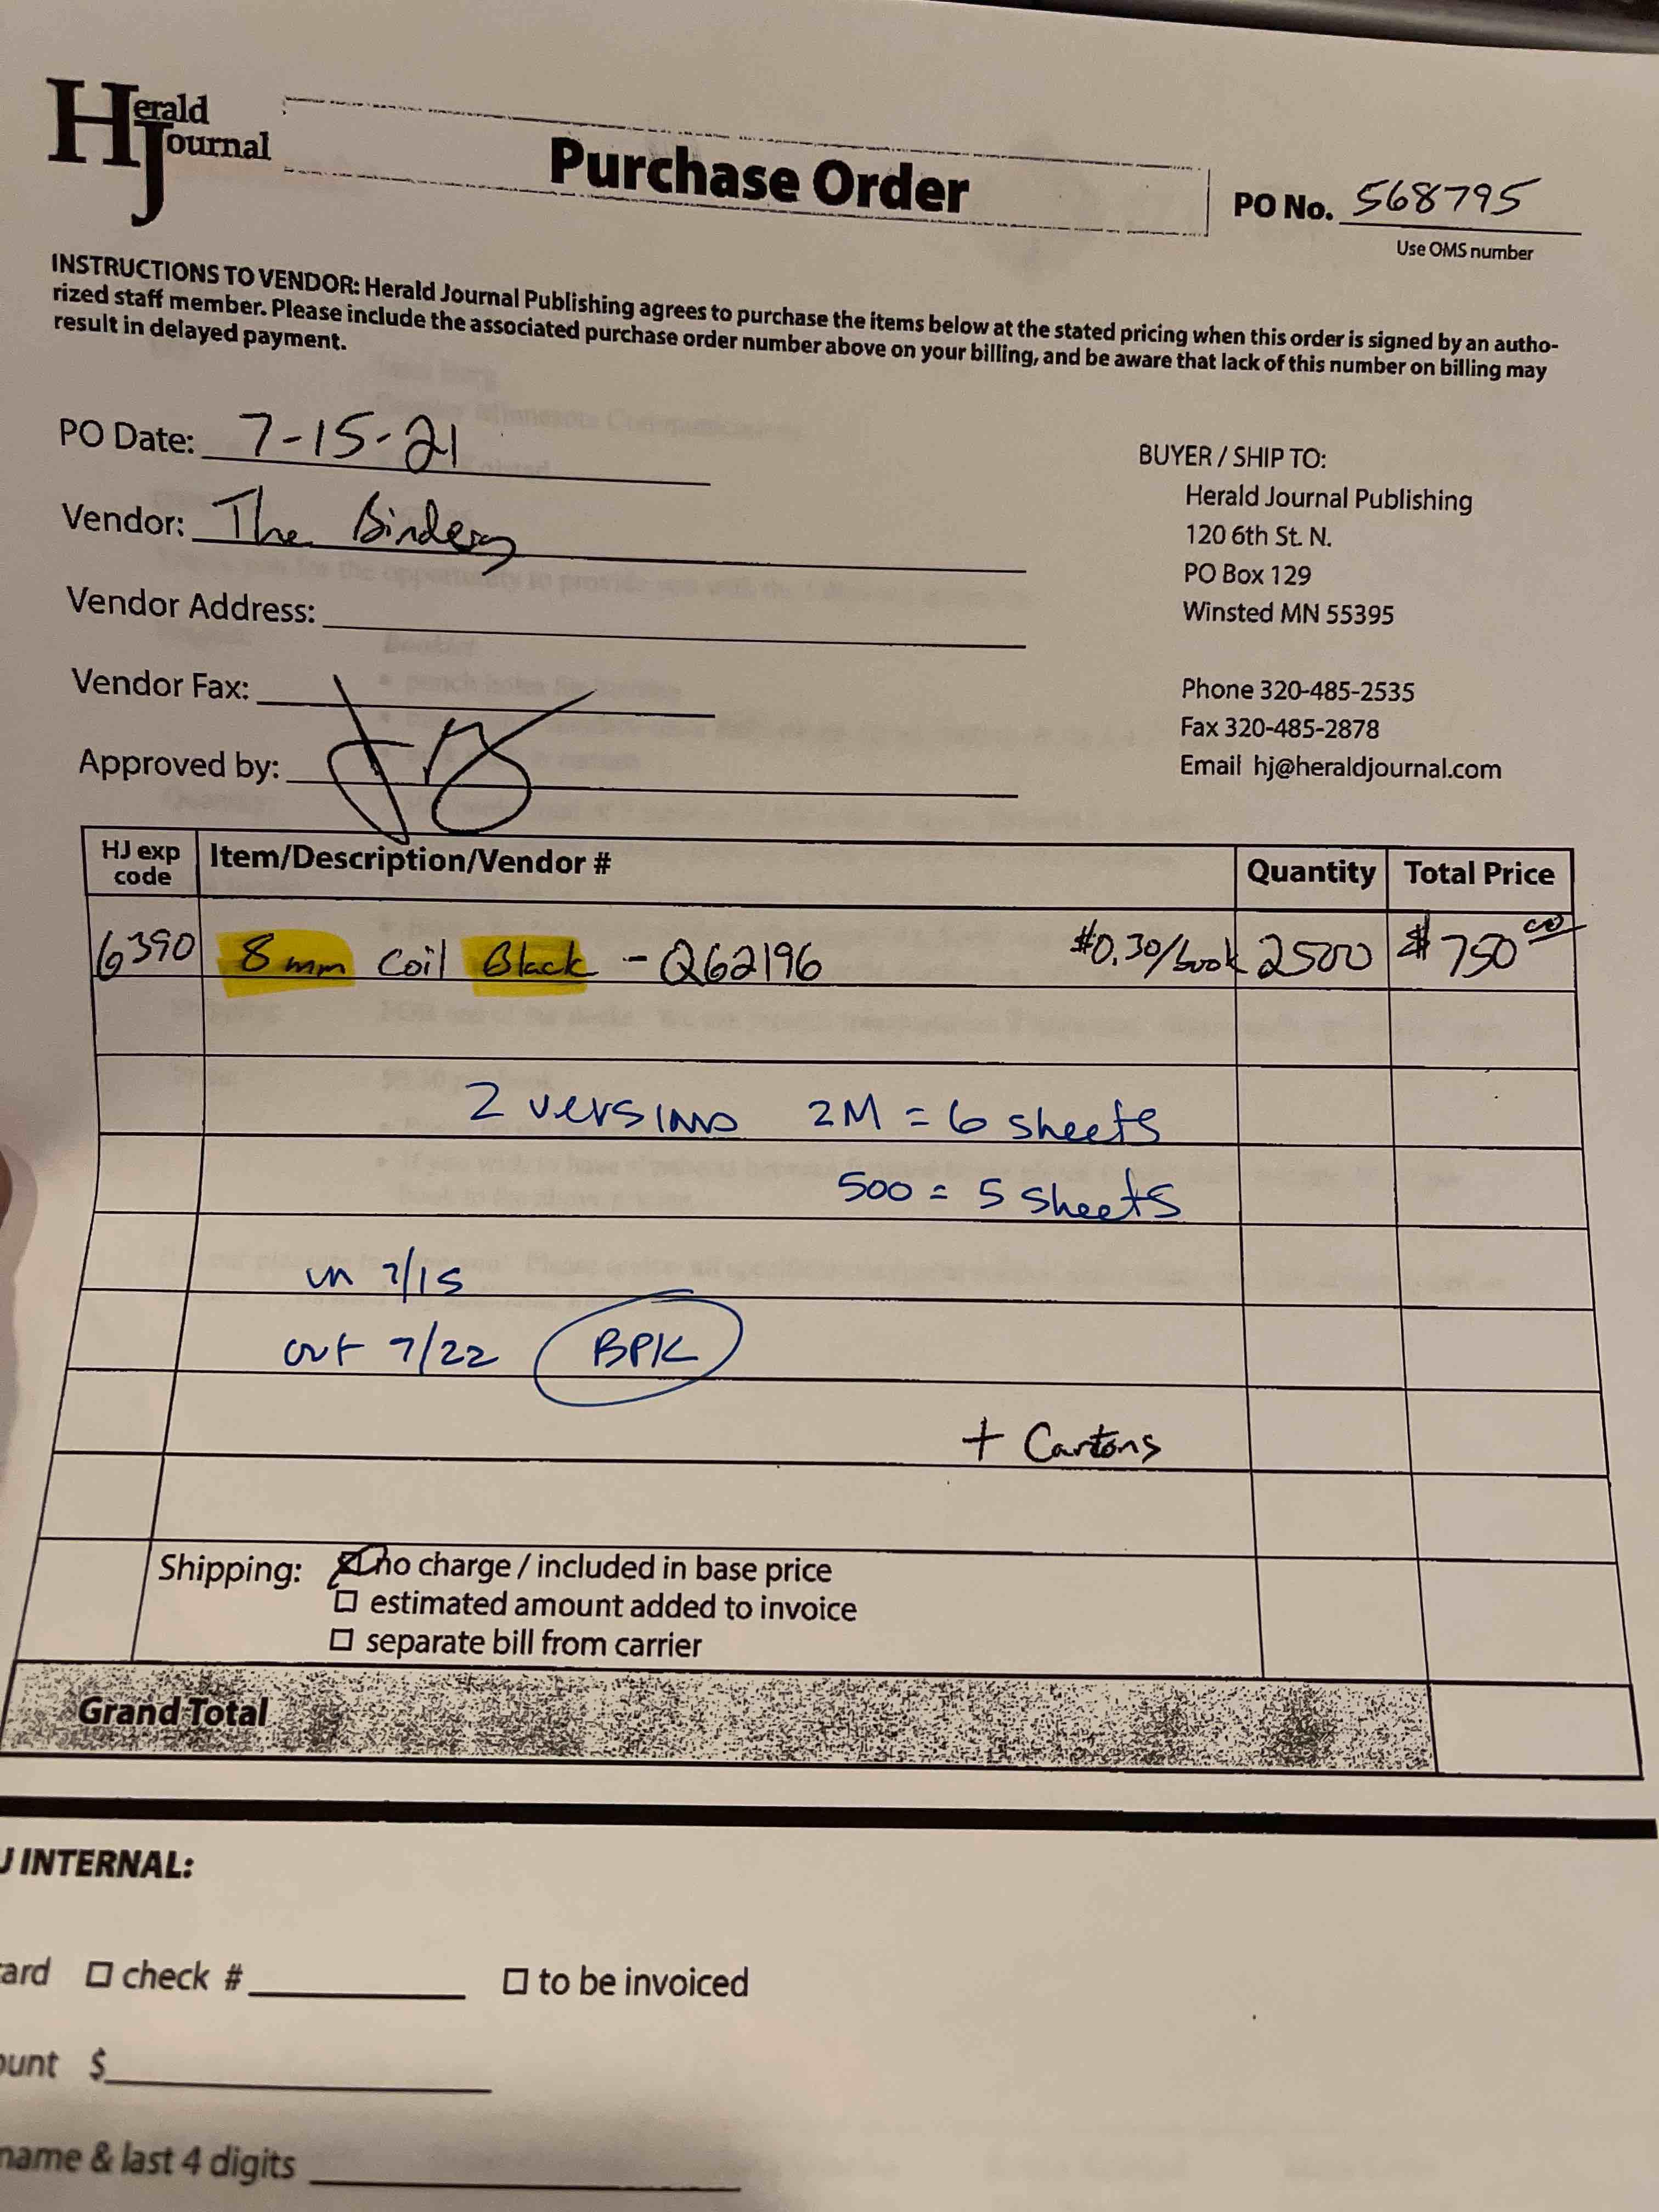 Herald
Journal
Purchase Order
PO No. 568795
Use OMS number
INSTRUCTIONS TO VENDOR: Herald Journal Publishing agrees to purchase the items below at the stated pricing when this order is signed by an autho-
rized staff member. Please include the associated purchase order number above on your billing, and be aware that lack of this number on billing may
result in delayed payment.
PO Date: 7-15-21
Vendor: The Bindery
Vendor Address:
Vendor Fax:
Approved by: JB
BUYER / SHIP TO:
Herald Journal Publishing
120 6th St. N.
PO Box 129
Winsted MN 55395
Phone 320-485-2535
Fax 320-485-2878
Email hj@heraldjournal.com
HJ exp code Item/Description/Vendor # Quantity Total Price
6390 8mm Coil Black - Q62196 $0.30/book 2500 $750.00
2 versions 2M = 6 sheets
500 = 5 sheets
in 7/15
out 7/22 BPK
+ Cartons
Shipping: no charge / included in base price
estimated amount added to invoice
separate bill from carrier
Grand Total
J INTERNAL:
ard check # to be invoiced
ount $
name & last 4 digits